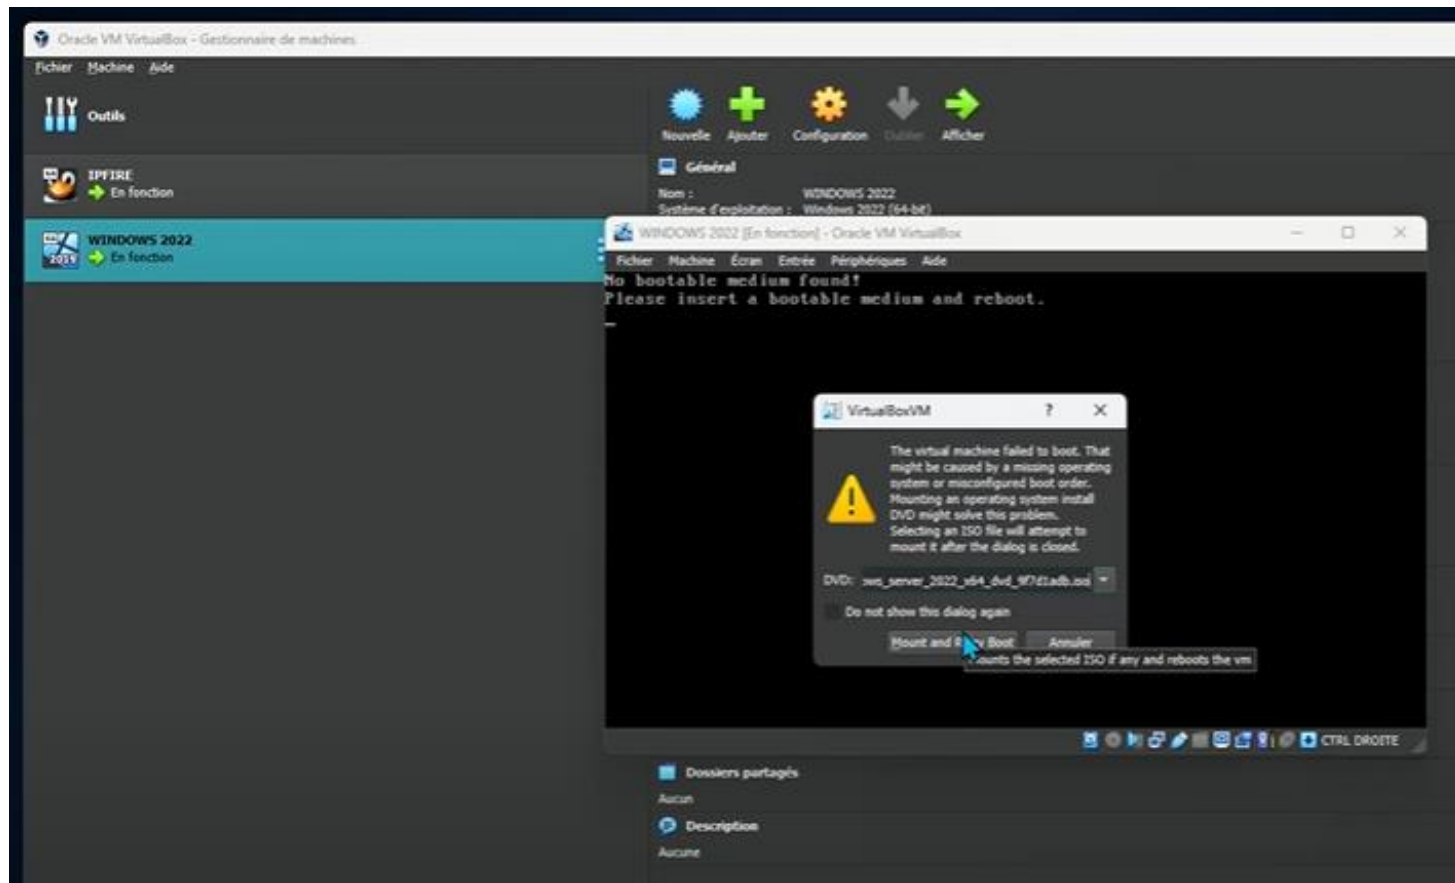 Oracle VM VirtualBox - Gestionnaire de machines
Fichier Machine Aide
Outils
Nouvelle Ajouter Configuration Oublier Afficher
IPFIRE
En fonction
WINDOWS 2022
En fonction
2019
Général
Nom : WINDOWS 2022
Système d'exploitation : Windows 2022 (64-bit)
WINDOWS 2022 [En fonction] - Oracle VM VirtualBox
Fichier Machine Écran Entrée Périphériques Aide
No bootable medium found!
Please insert a bootable medium and reboot.
VirtualBoxVM ? X
The virtual machine failed to boot. That
might be caused by a missing operating
system or misconfigured boot order.
Mounting an operating system install
DVD might solve this problem.
Selecting an ISO file will attempt to
mount it after the dialog is closed.
DVD: ows_server_2022_x64_dvd_9f7d1adb.iso
Do not show this dialog again
Mount and Boot Annuler
the selected ISO if any and reboots the vm
CTRL DROITE
Dossiers partagés
Aucun
Description
Aucune